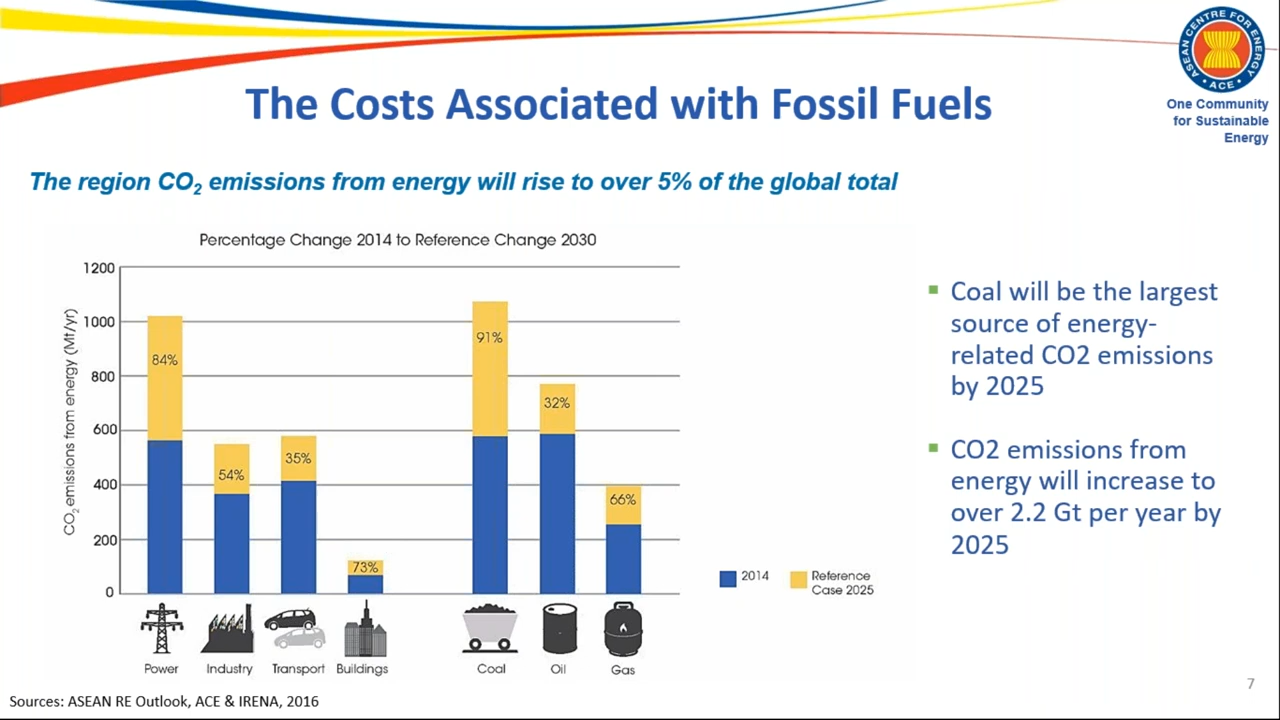 ASEAN CENTRE FOR ENERGY
• ACE •
One Community
for Sustainable
Energy
The Costs Associated with Fossil Fuels
The region CO2 emissions from energy will rise to over 5% of the global total
Percentage Change 2014 to Reference Change 2030
CO2 emissions from energy (Mt/yr)
1200
1000
800
600
400
200
0
84%
54%
35%
73%
91%
32%
66%
Power
Industry
Transport
Buildings
Coal
Oil
Gas
2014
Reference
Case 2025
Coal will be the largest
source of energy-
related CO2 emissions
by 2025
CO2 emissions from
energy will increase to
over 2.2 Gt per year by
2025
7
Sources: ASEAN RE Outlook, ACE & IRENA, 2016